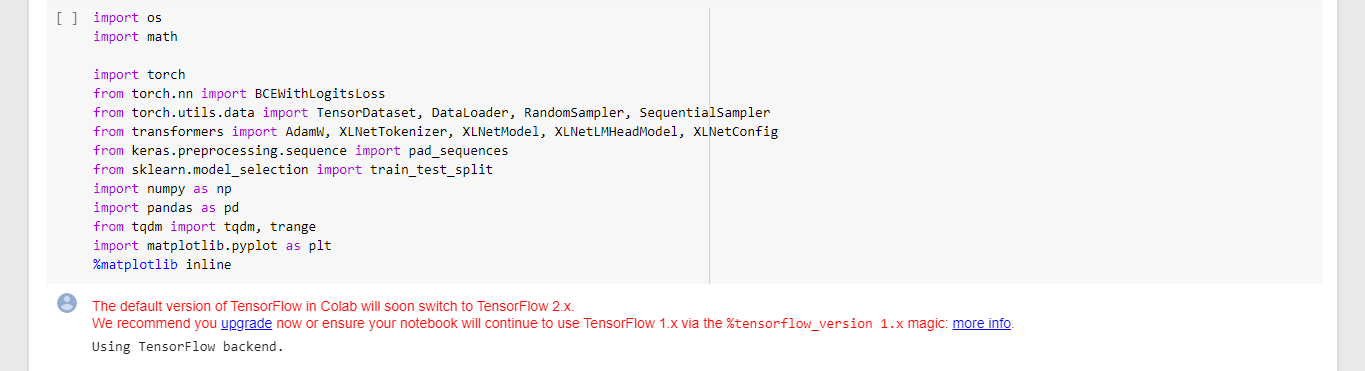 [ ] import os
import math
import torch
from torch.nn import BCEWithLogitsLoss
from torch.utils.data import TensorDataset, DataLoader, RandomSampler, SequentialSampler
from transformers import AdamW, XLNetTokenizer, XLNetModel, XLNetLMHeadModel, XLNetConfig
from keras.preprocessing.sequence import pad_sequences
from sklearn.model_selection import train_test_split
import numpy as np
import pandas as pd
from tqdm import tqdm, trange
import matplotlib.pyplot as plt
%matplotlib inline
The default version of TensorFlow in Colab will soon switch to TensorFlow 2.x.
We recommend you upgrade now or ensure your notebook will continue to use TensorFlow 1.x via the %tensorflow_version 1.x magic: more info.
Using TensorFlow backend.